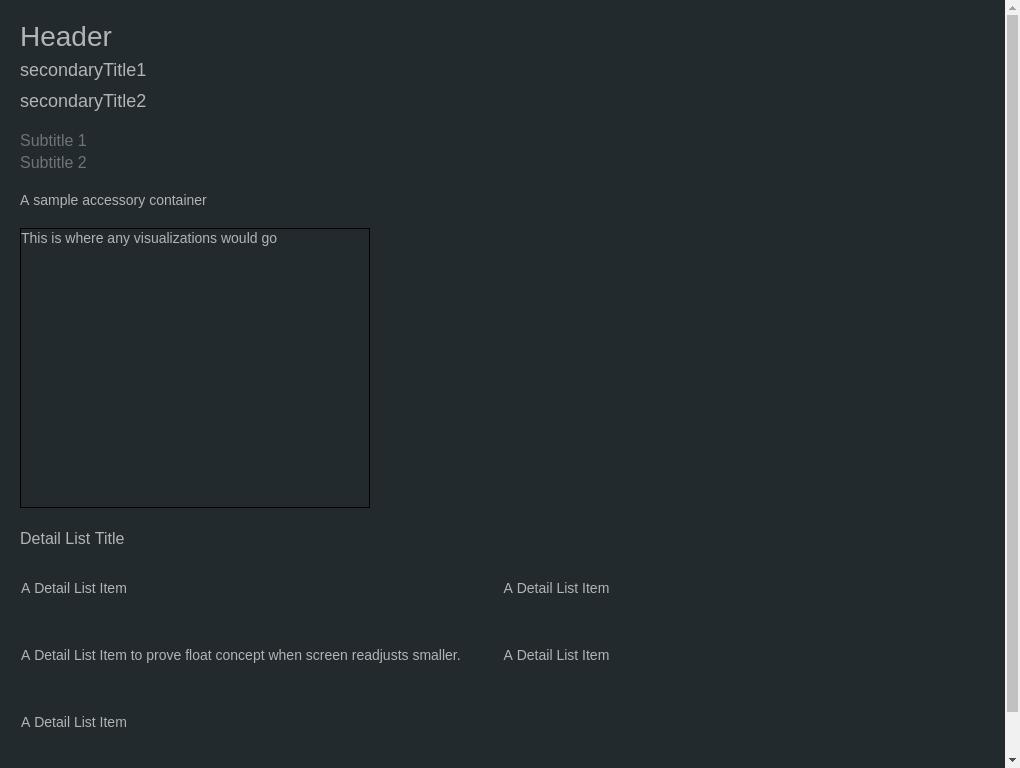 Header
secondaryTitle1
secondaryTitle2
Subtitle 1
Subtitle 2
A sample accessory container
This is where any visualizations would go
Detail List Title
A Detail List Item
A Detail List Item
A Detail List Item to prove float concept when screen readjusts smaller.
A Detail List Item
A Detail List Item